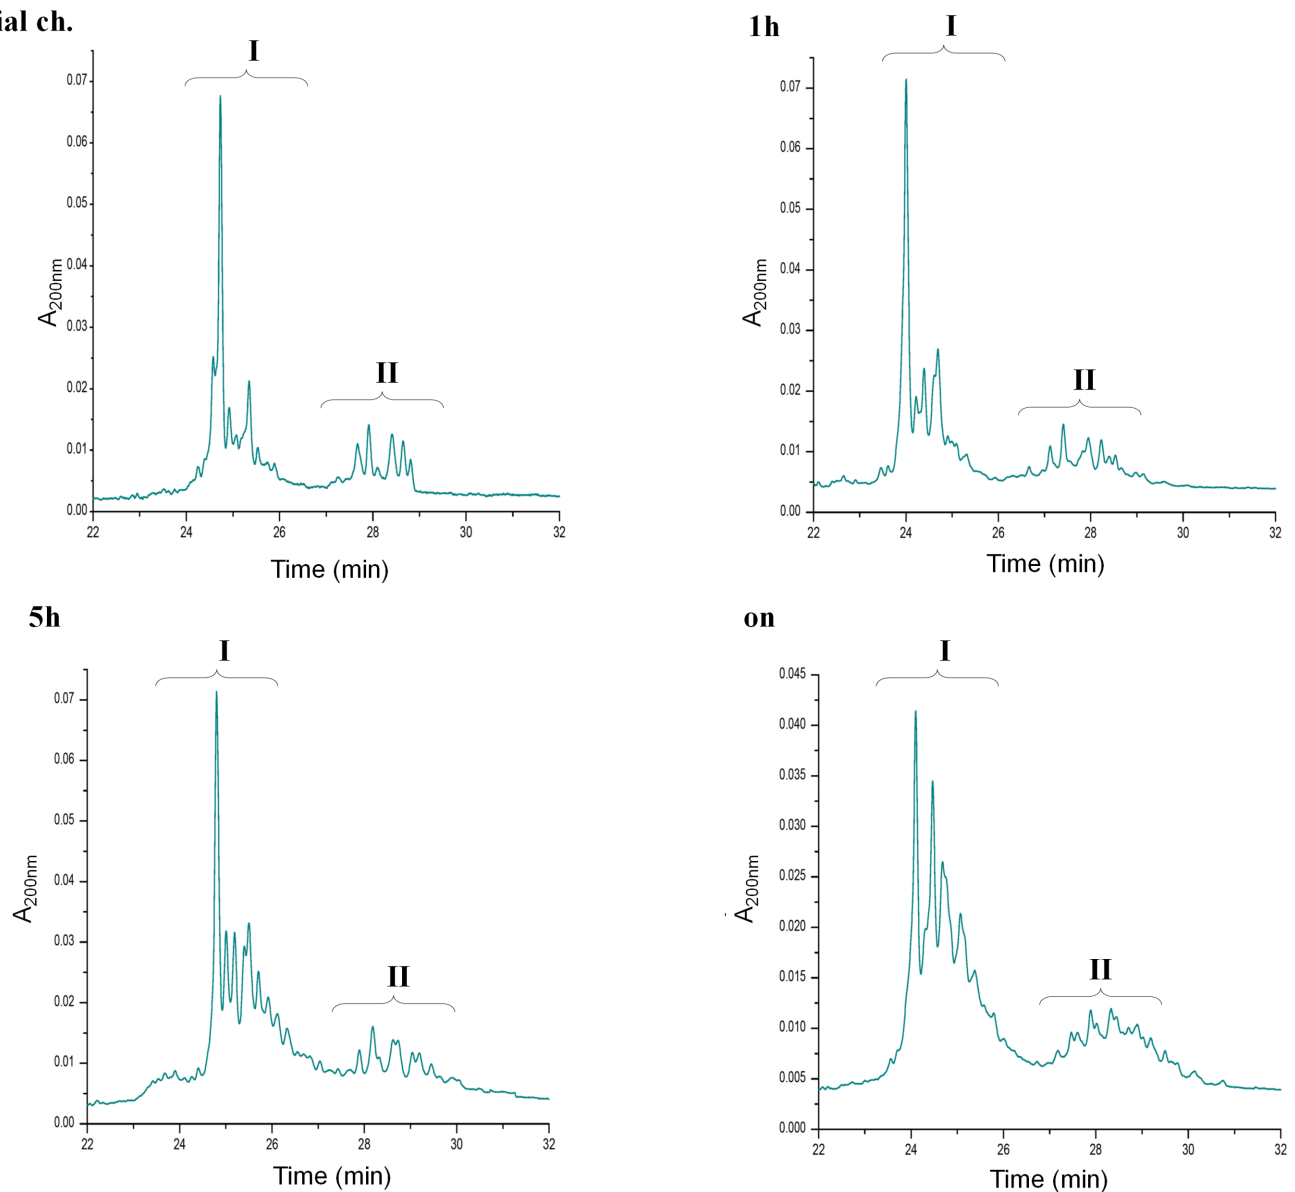 ial ch.
I
II
0.07
0.06
0.05
0.04
0.03
0.02
0.01
0.00
A200nm
22 24 26 28 30 32
Time (min)
1h
I
II
0.07
0.06
0.05
0.04
0.03
0.02
0.01
0.00
A200nm
22 24 26 28 30 32
Time (min)
5h
I
II
0.07
0.06
0.05
0.04
0.03
0.02
0.01
0.00
A200nm
22 24 26 28 30 32
Time (min)
on
I
II
0.045
0.040
0.035
0.030
0.025
0.020
0.015
0.010
0.005
0.000
A200nm
22 24 26 28 30 32
Time (min)